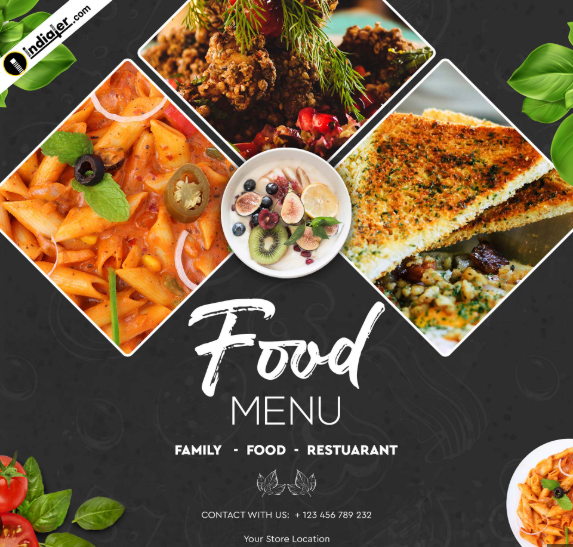 indiater.com
Food
MENU
FAMILY - FOOD - RESTUARANT
CONTACT WITH US: + 123 456 789 232
Your Store Location